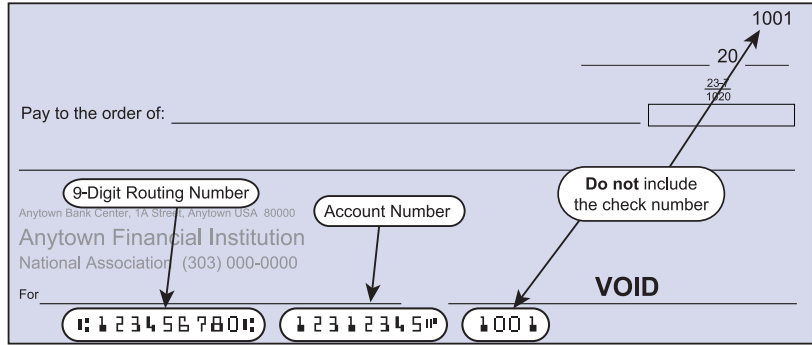 1001
20
23-7
1020
Pay to the order of:
Do not include
the check number
9-Digit Routing Number
Account Number
Anytown Bank Center, 1A Street, Anytown USA 80000
Anytown Financial Institution
National Association (303) 000-0000
For
VOID
⑆123456780⑆ 12312345⑈ 1001